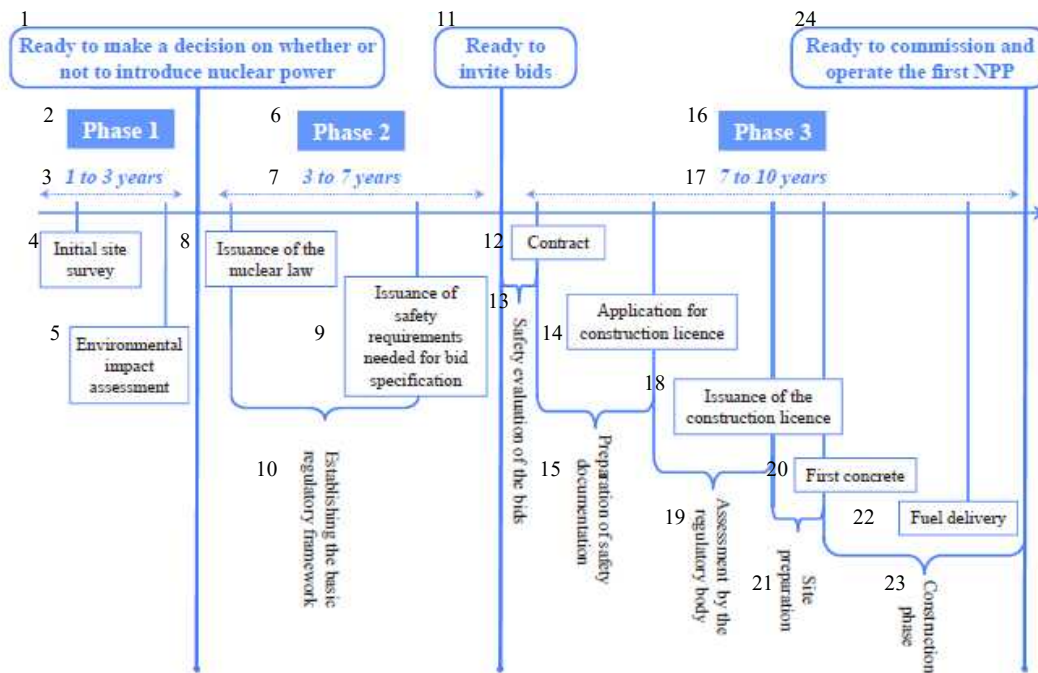 1
Ready to make a decision on whether or
not to introduce nuclear power
11
Ready to
invite bids
24
Ready to commission and
operate the first NPP
2
Phase 1
6
Phase 2
16
Phase 3
3
1 to 3 years
7
3 to 7 years
17
7 to 10 years
4
Initial site
survey
5
Environmental
impact
assessment
8
Issuance of the
nuclear law
9
Issuance of
safety
requirements
needed for bid
specification
10
Establishing the basic
regulatory framework
12
Contract
13
Safety evaluation of the bids
14
Application for
construction licence
15
Preparation of safety
documentation
18
Issuance of the
construction licence
19
Assessment by the
regulatory body
20
First concrete
21
Site
preparation
22
Fuel delivery
23
Construction
phase